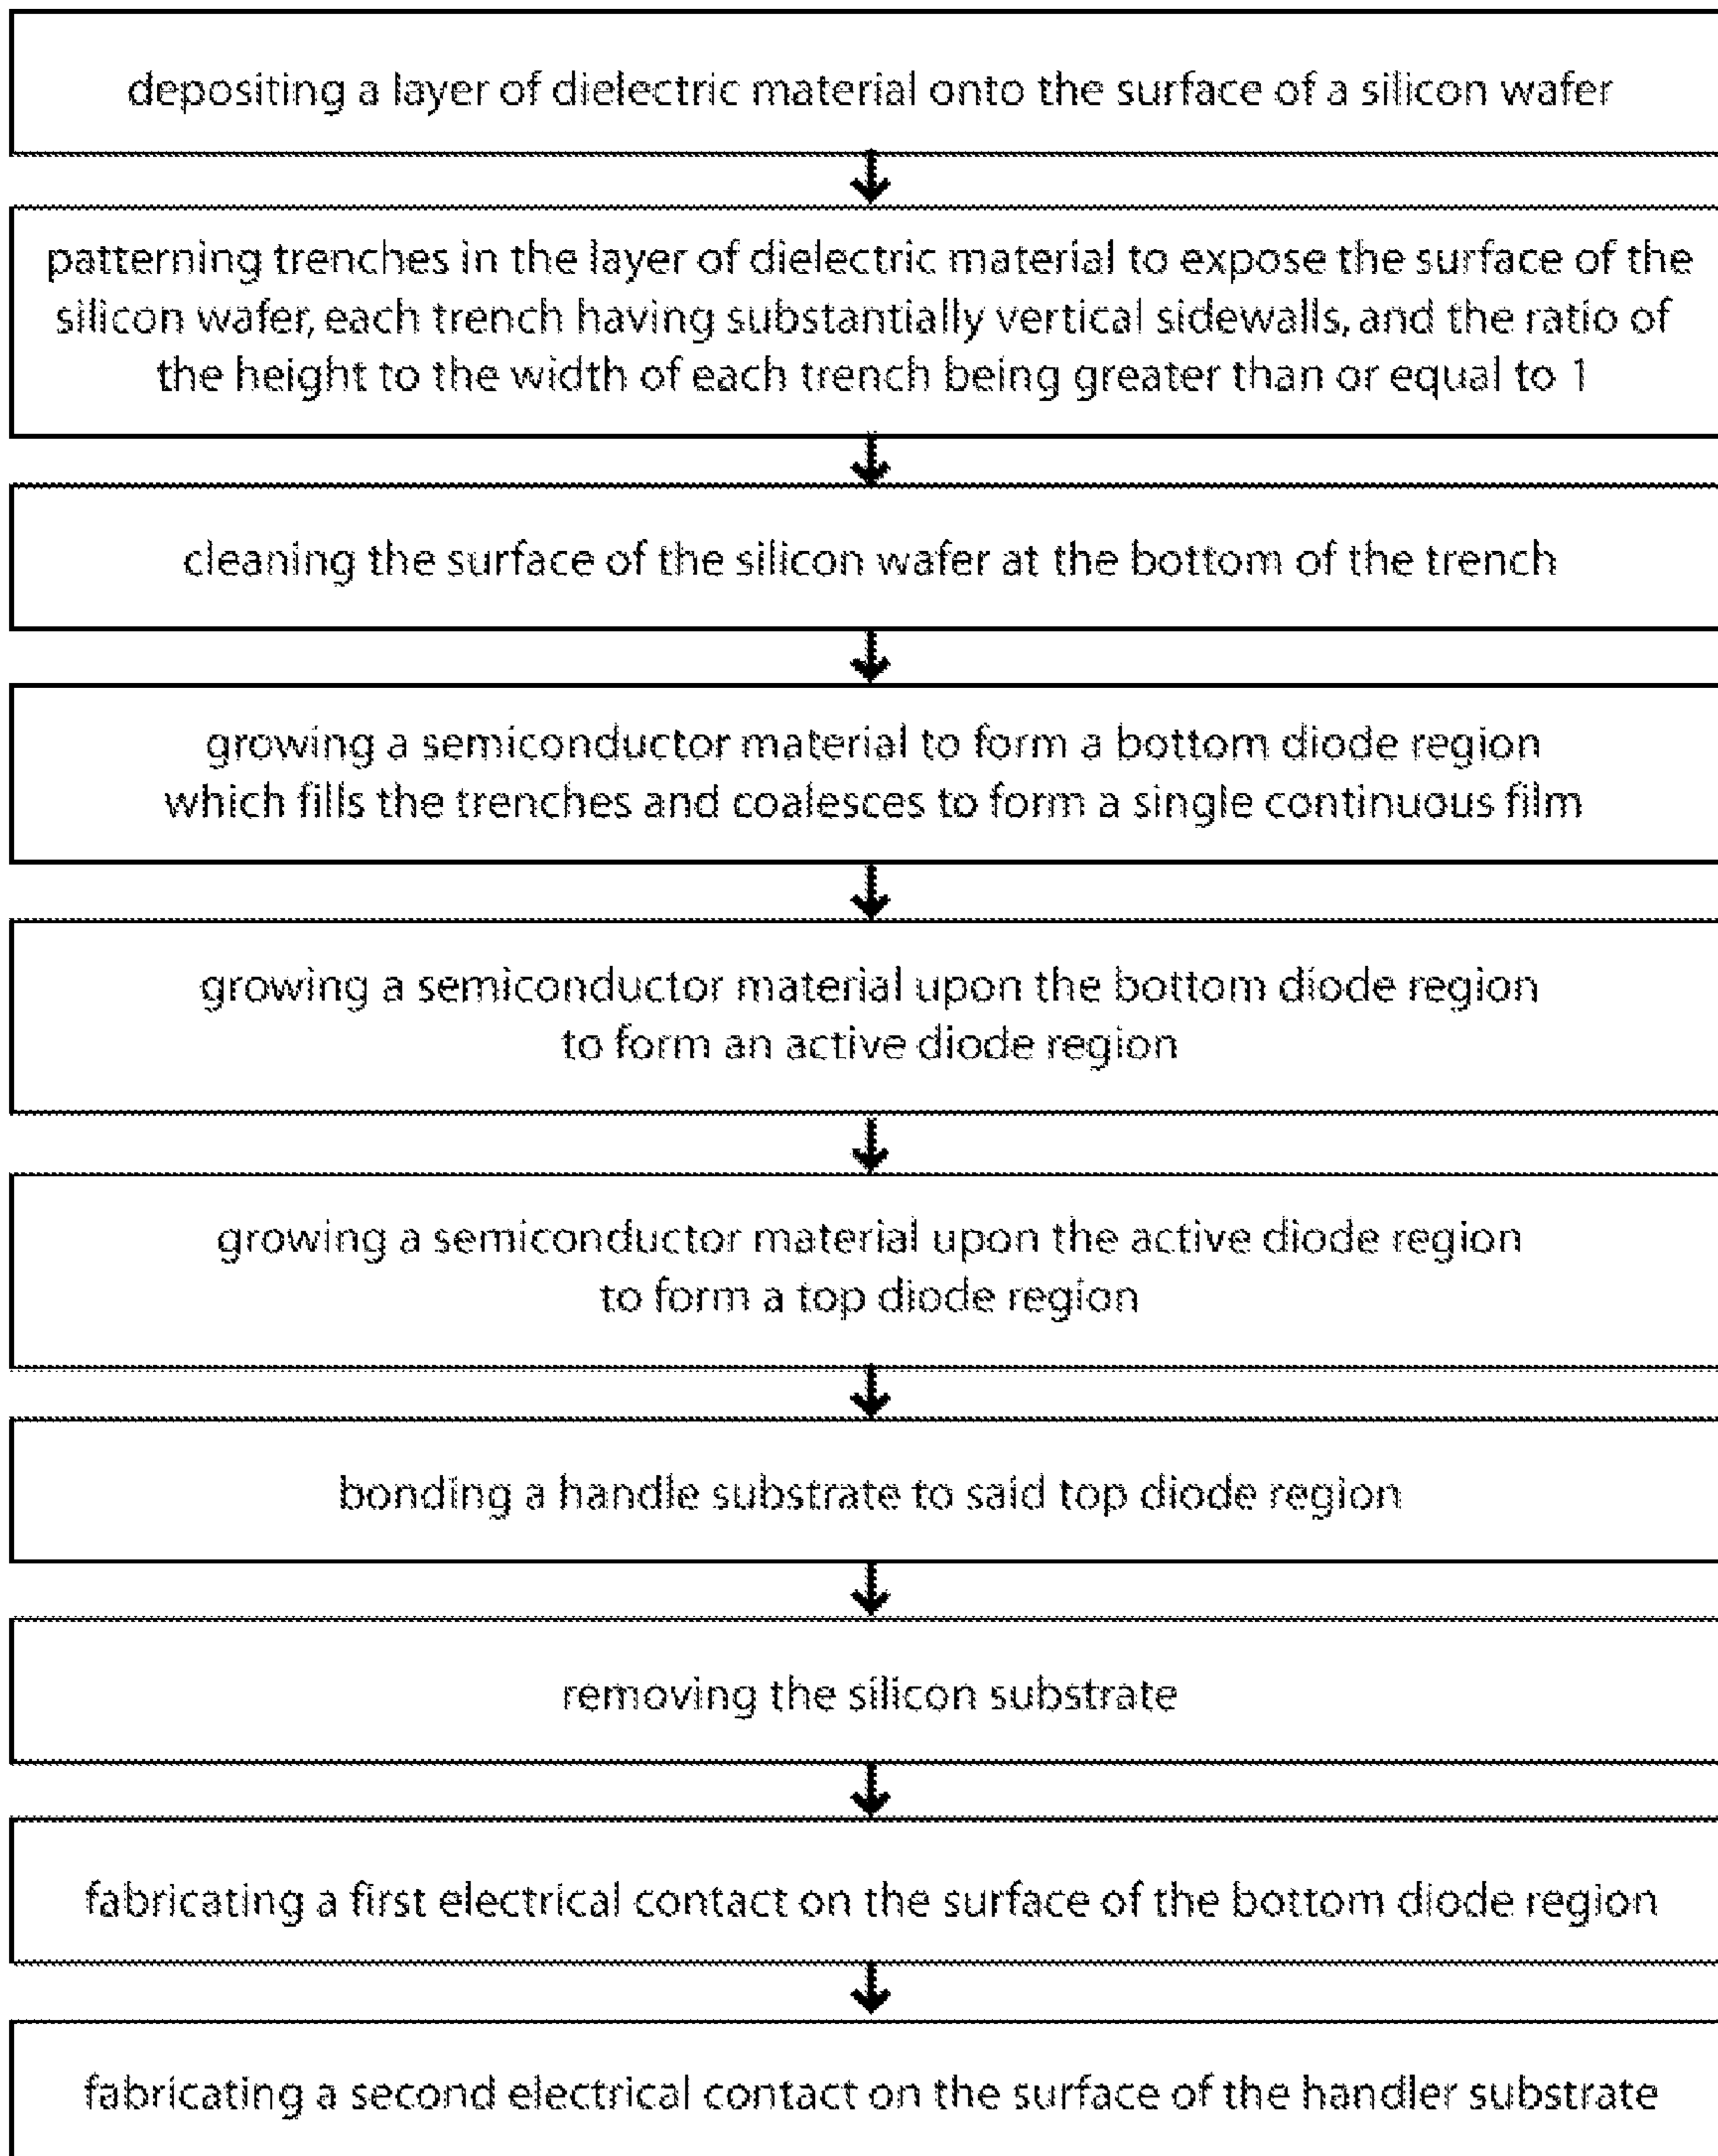 depositing a layer of dielectric material onto the surface of a silicon wafer
patterning trenches in the layer of dielectric material to expose the surface of the
silicon wafer, each trench having substantially vertical sidewalls, and the ratio of
the height to the width of each trench being greater than or equal to 1
cleaning the surface of the silicon wafer at the bottom of the trench
growing a semiconductor material to form a bottom diode region
which fills the trenches and coalesces to form a single continuous film
growing a semiconductor material upon the bottom diode region
to form an active diode region
growing a semiconductor material upon the active diode region
to form a top diode region
bonding a handle substrate to said top diode region
removing the silicon substrate
fabricating a first electrical contact on the surface of the bottom diode region
fabricating a second electrical contact on the surface of the handler substrate